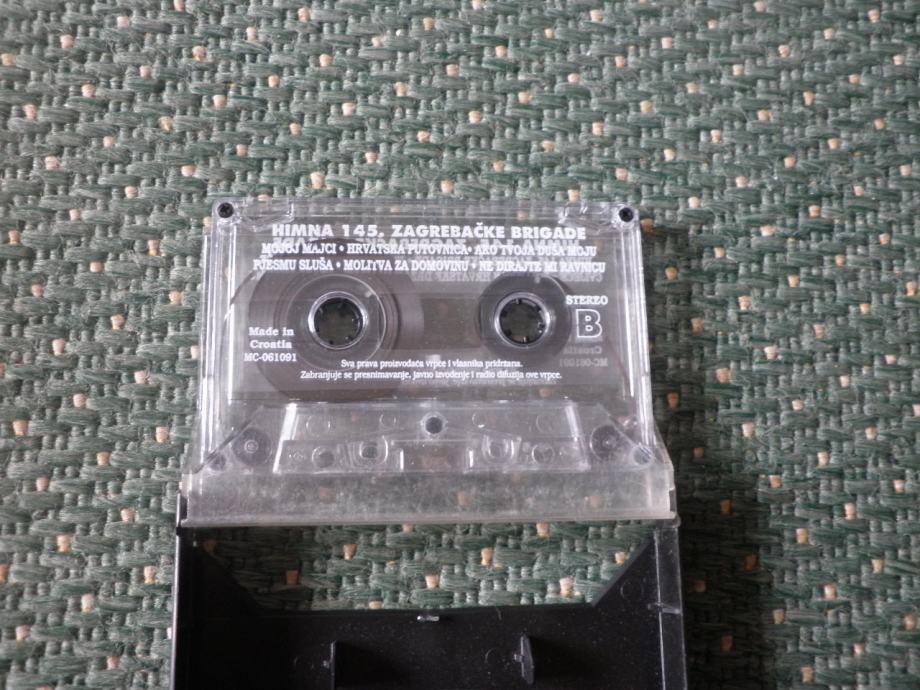 HIMNA 145. ZAGREBAČKE BRIGADE
MOJOJ MAJCI • HRVATSKA PUTOVNICA • AKO TVOJA DUŠA MOJU
PJESMU SLUŠA • MOLITVA ZA DOMOVINU • NE DIRAJTE MI RAVNICU
STEREO
B
Made in
Croatia
MC-061091
Sva prava proizvođača vrpce i vlasnika pridržana.
Zabranjuje se presnimavanje, javno izvođenje i radio difuzija ove vrpce.